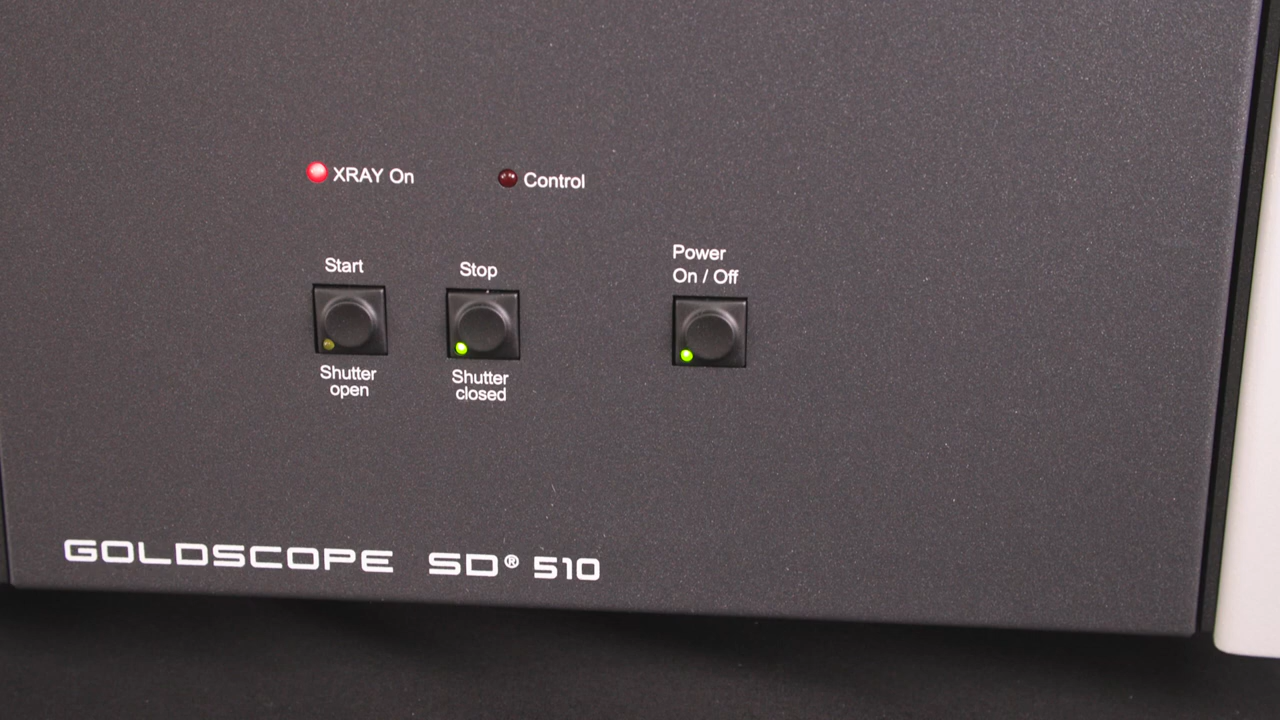 XRAY On
Control
Start
Stop
Power
On / Off
Shutter
open
Shutter
closed
GOLDSCOPE SD® 510